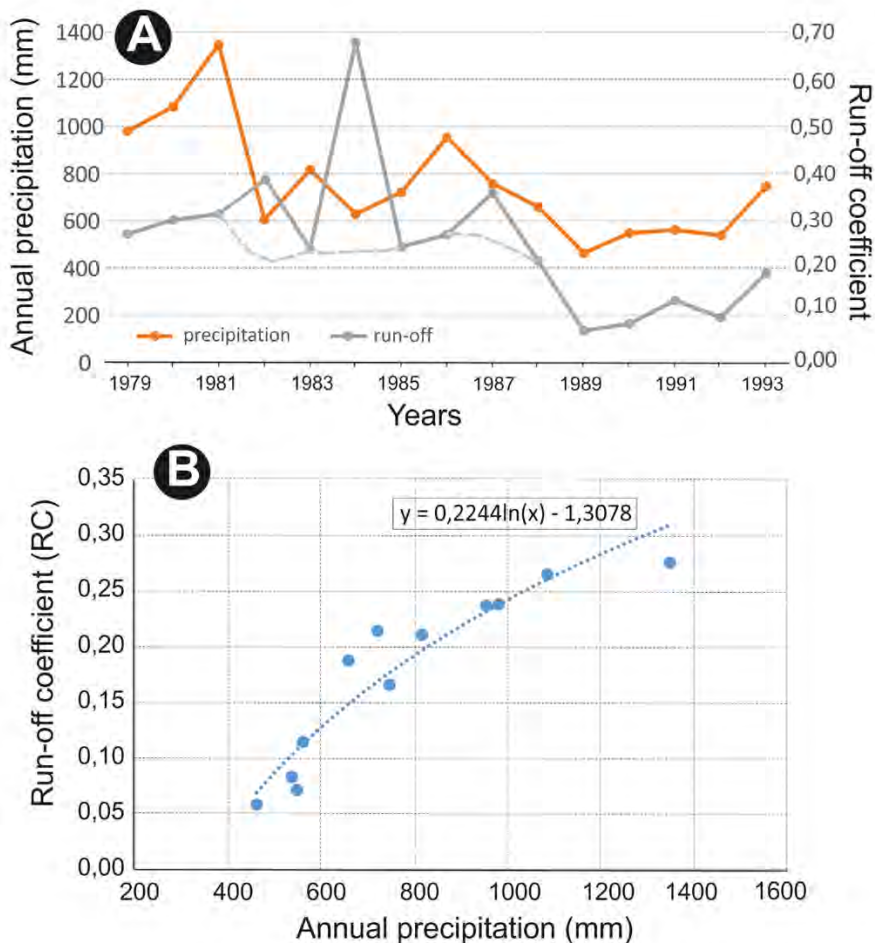 A
Annual precipitation (mm)
1400
1200
1000
800
600
400
200
0
0,70
0,60
0,50
0,40
0,30
0,20
0,10
0,00
Run-off coefficient
precipitation
run-off
1979 1981 1983 1985 1987 1989 1991 1993
Years
B
Run-off coefficient (RC)
0,35
0,30
0,25
0,20
0,15
0,10
0,05
0,00
y = 0,2244ln(x) - 1,3078
200 400 600 800 1000 1200 1400 1600
Annual precipitation (mm)